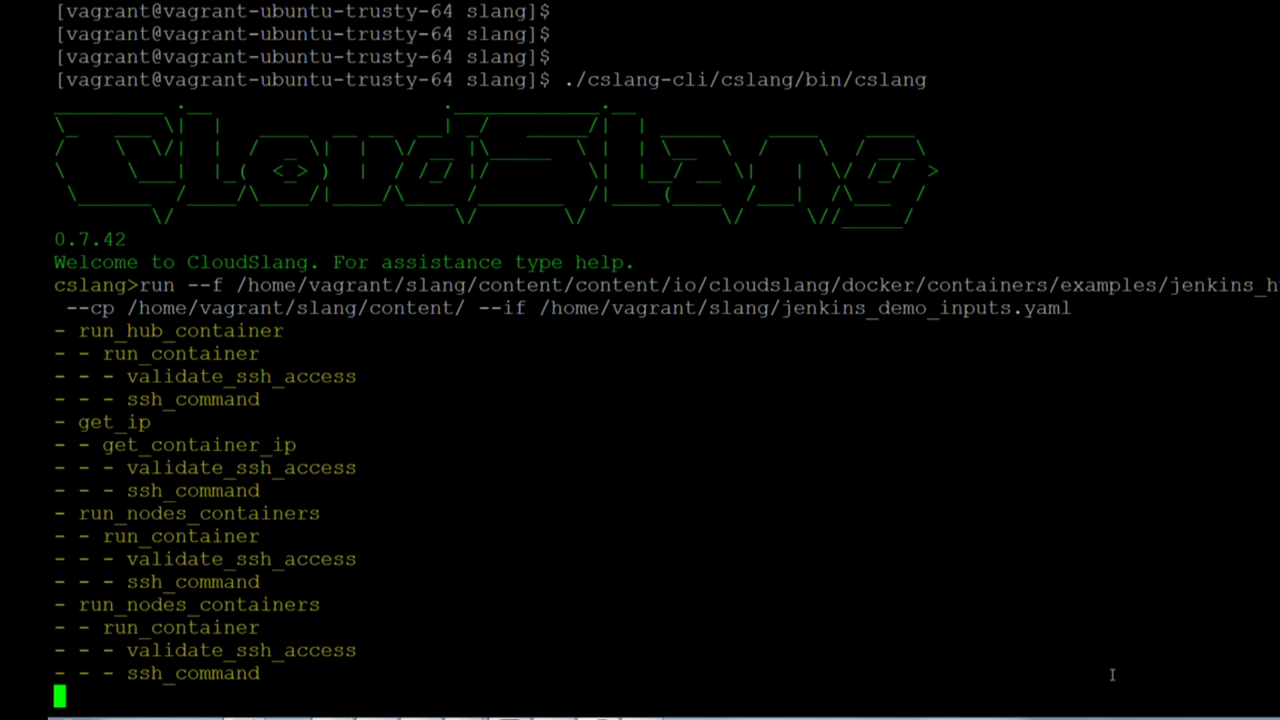 [vagrant@vagrant-ubuntu-trusty-64 slang]$
[vagrant@vagrant-ubuntu-trusty-64 slang]$
[vagrant@vagrant-ubuntu-trusty-64 slang]$
[vagrant@vagrant-ubuntu-trusty-64 slang]$ ./cslang-cli/cslang/bin/cslang
CloudSlang
0.7.42
Welcome to CloudSlang. For assistance type help.
cslang>run --f /home/vagrant/slang/content/content/io/cloudslang/docker/containers/examples/jenkins_h
--cp /home/vagrant/slang/content/ --if /home/vagrant/slang/jenkins_demo_inputs.yaml
- run_hub_container
- - run_container
- - - validate_ssh_access
- - - ssh_command
- get_ip
- - get_container_ip
- - - validate_ssh_access
- - - ssh_command
- run_nodes_containers
- - run_container
- - - validate_ssh_access
- - - ssh_command
- run_nodes_containers
- - run_container
- - - validate_ssh_access
- - - ssh_command